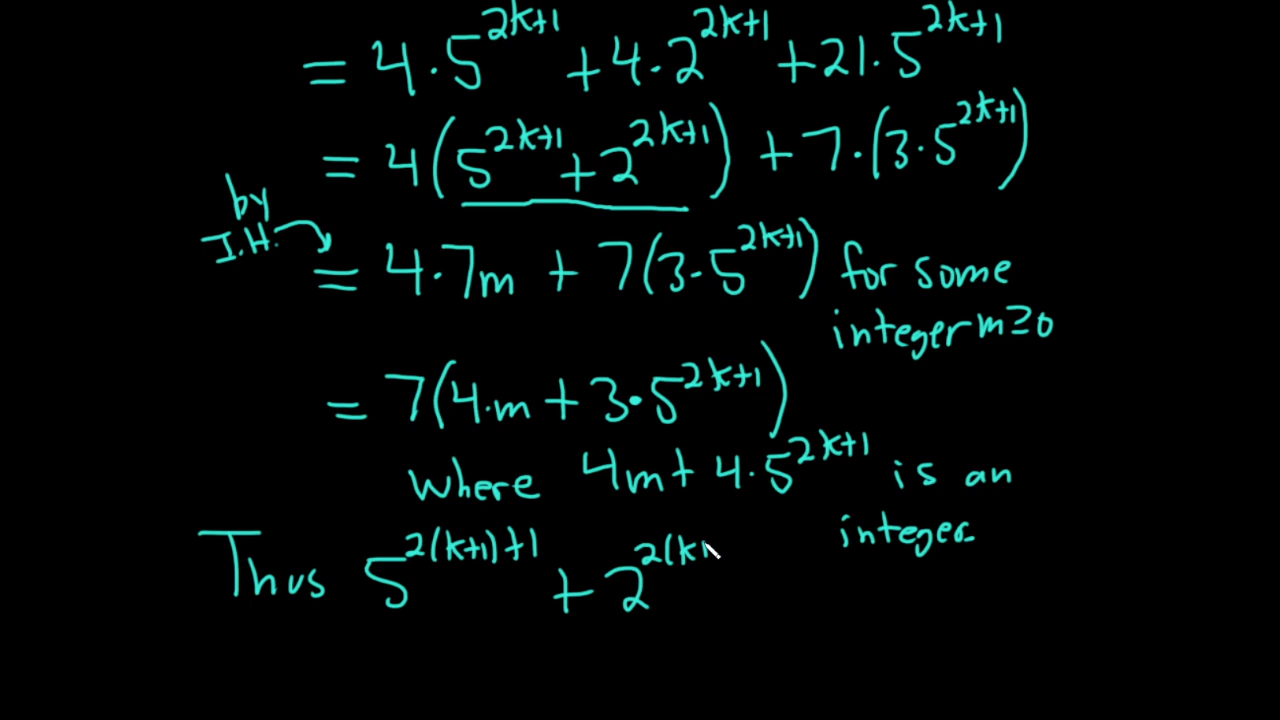 = 4·5^{2k+1} + 4·2^{2k+1} + 21·5^{2k+1}
= 4(5^{2k+1} + 2^{2k+1}) + 7·(3·5^{2k+1})
by I.H.
= 4·7m + 7(3·5^{2k+1}) for some
integer m≥0
= 7(4·m + 3·5^{2k+1})
where 4m + 4·5^{2k+1} is an
integer
Thus 5^{2(k+1)+1} + 2^{2(k